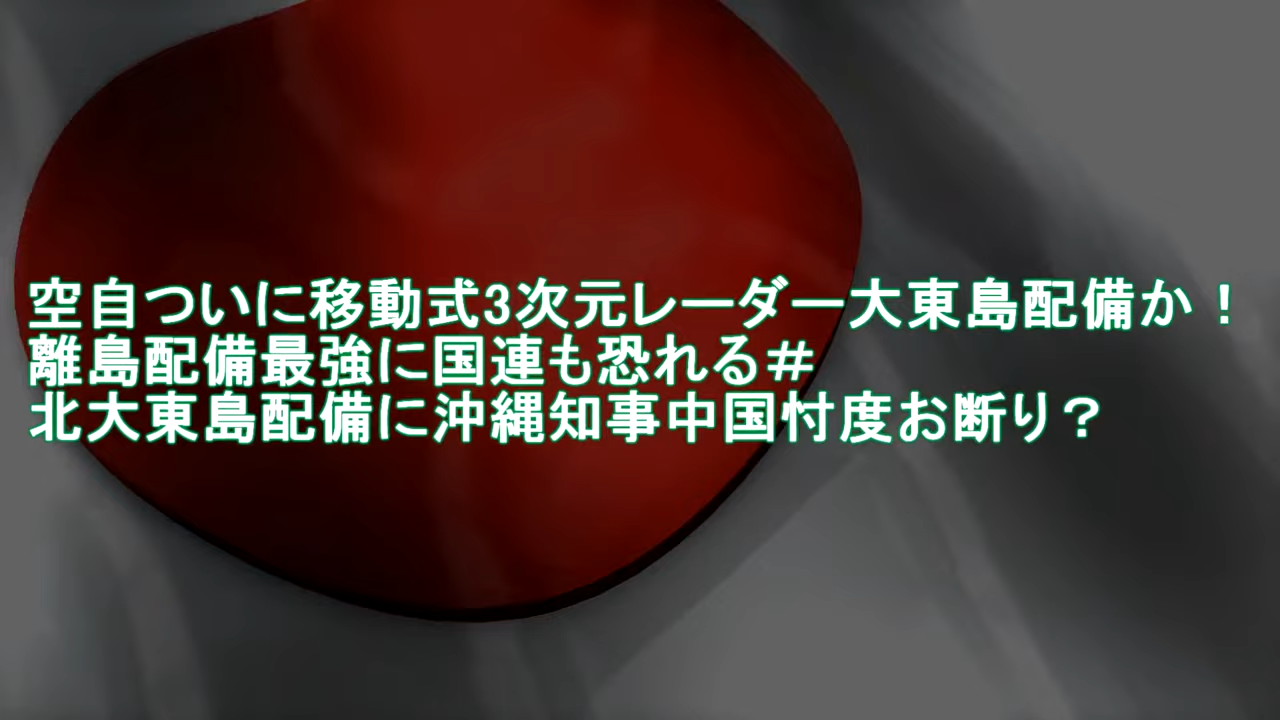 空自ついに移動式3次元レーダー大東島配備か！
離島配備最強に国連も恐れる＃
北大東島配備に沖縄知事中国忖度お断り？